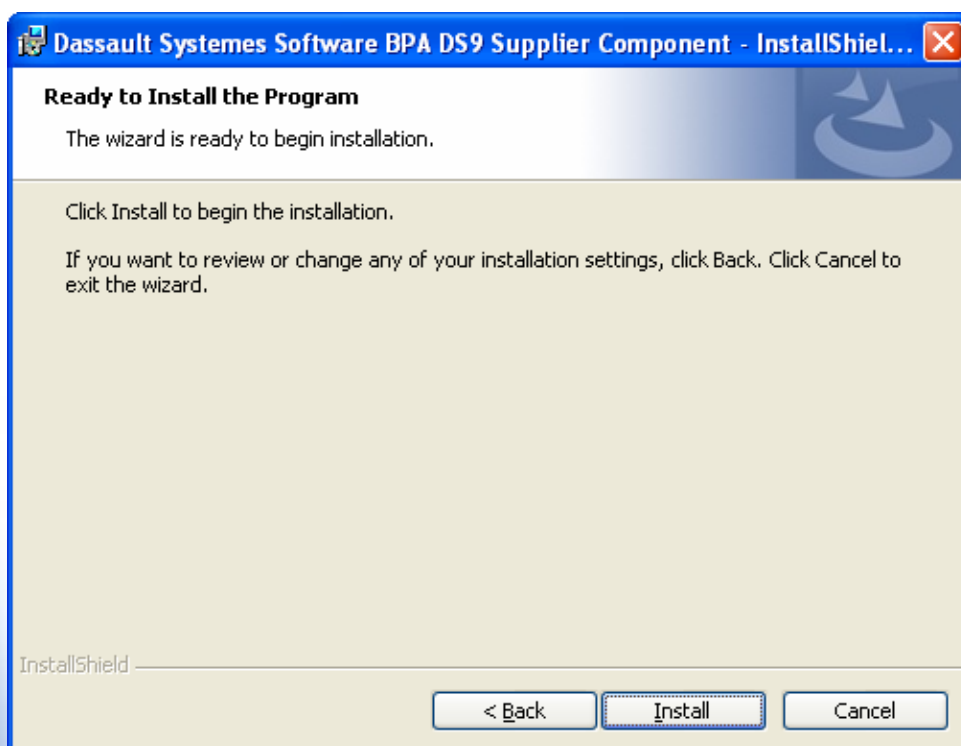 Dassault Systemes Software BPA DS9 Supplier Component - InstallShiel...
Ready to Install the Program
The wizard is ready to begin installation.
Click Install to begin the installation.
If you want to review or change any of your installation settings, click Back. Click Cancel to
exit the wizard.
InstallShield
< Back
Install
Cancel